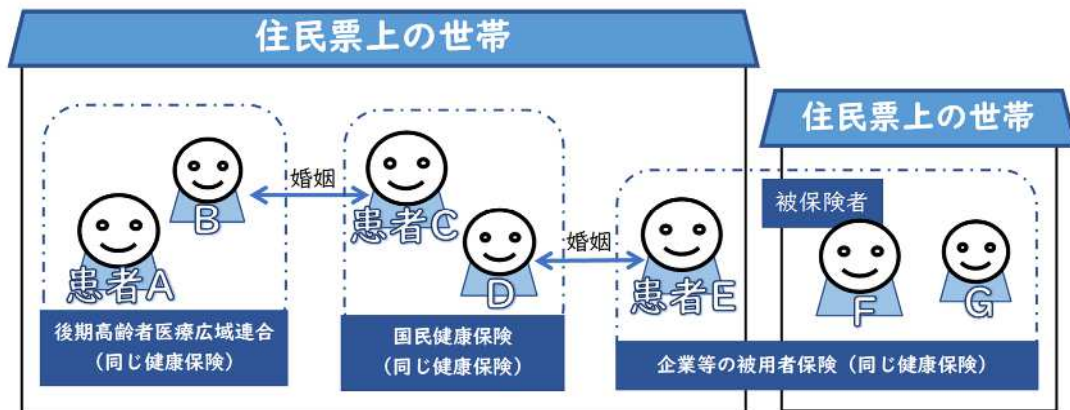 住民票上の世帯
住民票上の世帯
婚姻
被保険者
B
患者C
婚姻
患者A
D
患者E
F
G
後期高齢者医療広域連合
（同じ健康保険）
国民健康保険
（同じ健康保険）
企業等の被用者保険（同じ健康保険）